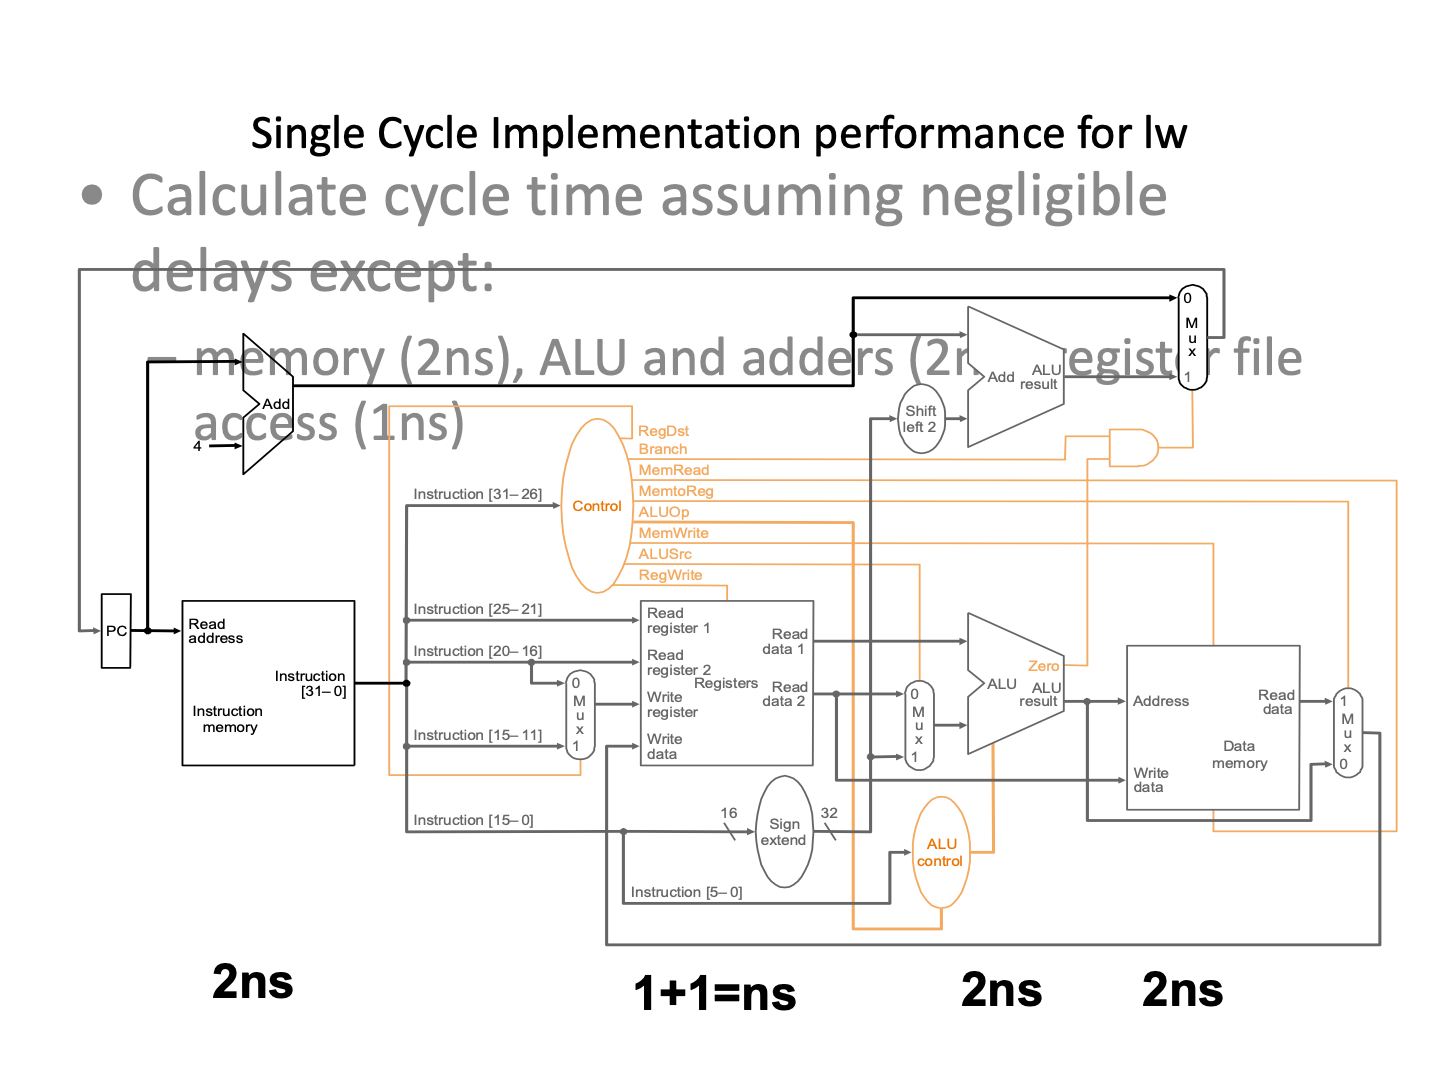 Single Cycle Implementation performance for lw
• Calculate cycle time assuming negligible
delays except:
– memory (2ns), ALU and adders (2n register file
access (1ns)
0
M
u
x
1
Add
4
Add
ALU
result
Shift
left 2
RegDst
Branch
MemRead
MemtoReg
ALUOp
MemWrite
ALUSrc
RegWrite
Control
Instruction [31–26]
PC
Read
address
Instruction
[31–0]
Instruction
memory
Instruction [25–21]
Instruction [20–16]
Instruction [15–11]
0
M
u
x
1
Read
register 1
Read
register 2
Registers
Write
register
Write
data
Read
data 1
Read
data 2
0
M
u
x
1
Zero
ALU
ALU
result
Address
Read
data
Data
memory
Write
data
1
M
u
x
0
Instruction [15–0]
16
Sign
extend
32
ALU
control
Instruction [5–0]
2ns
1+1=ns
2ns
2ns